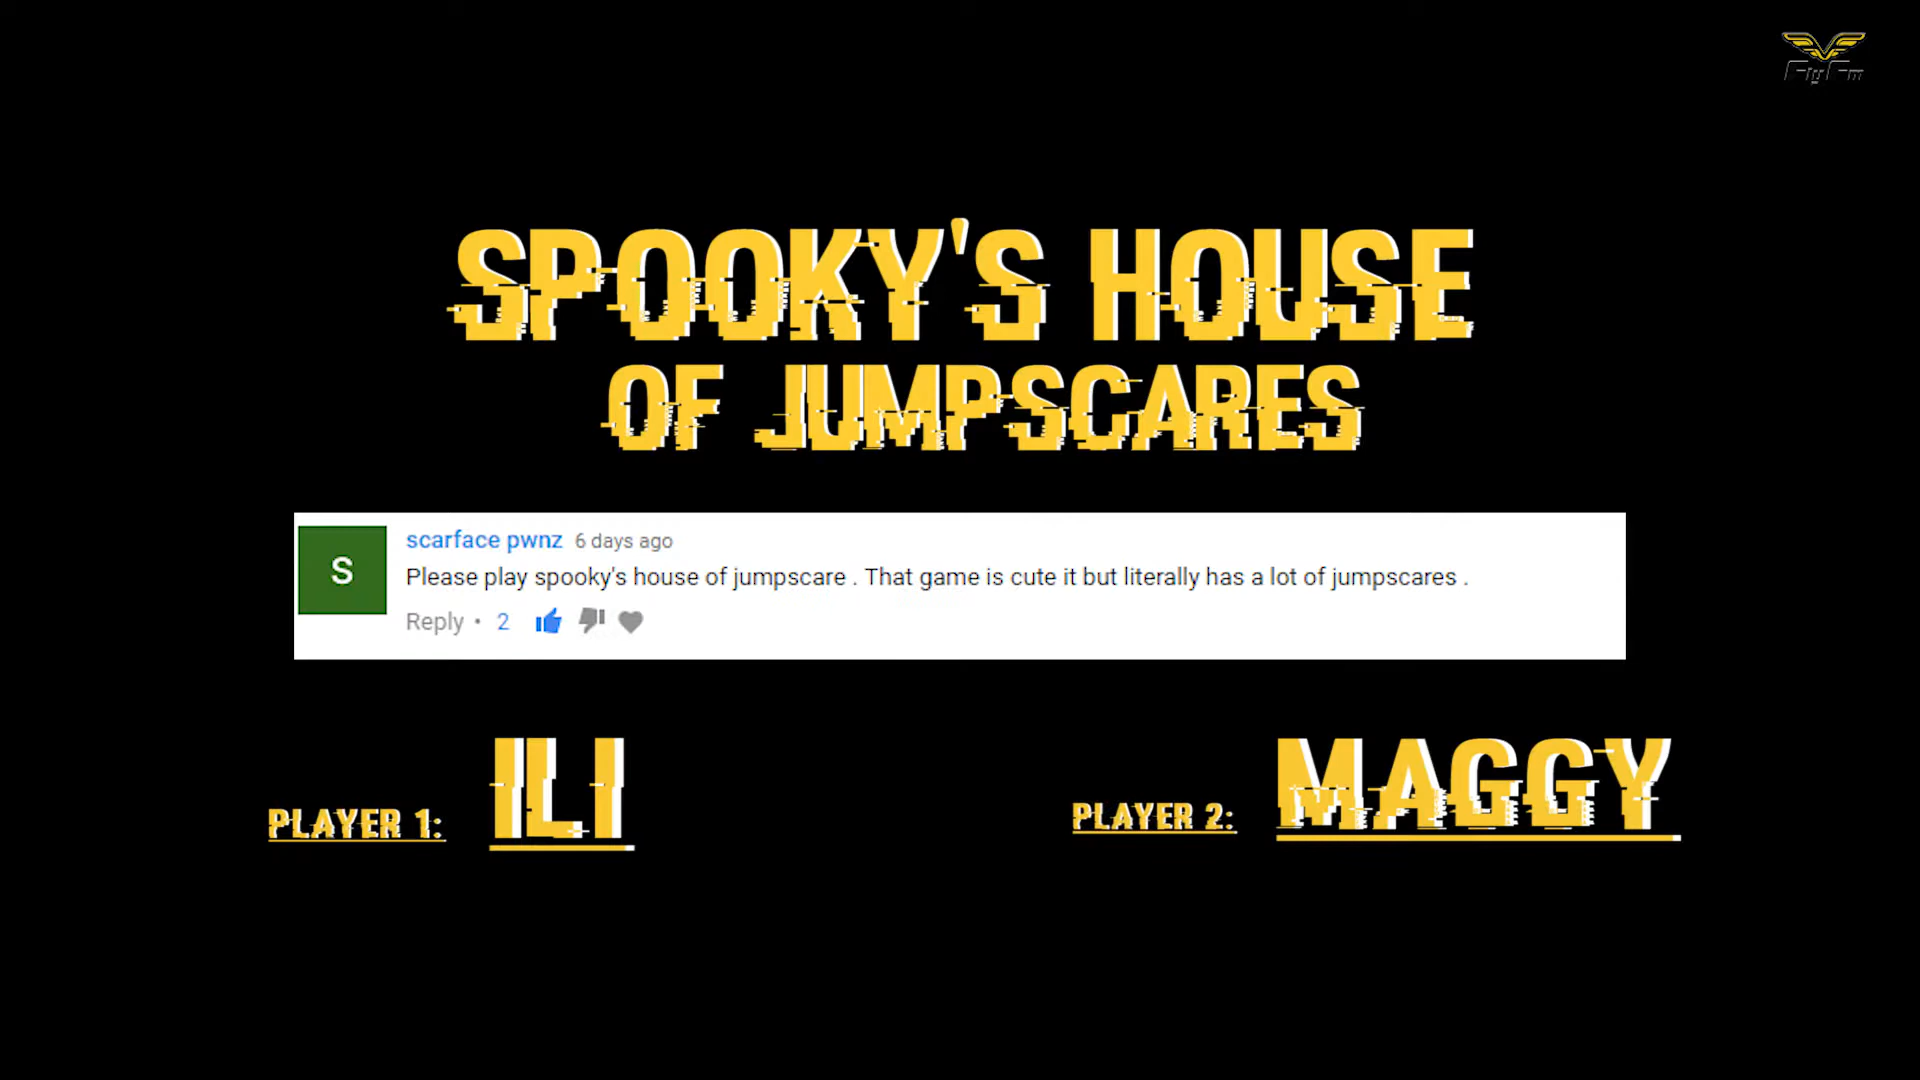 FlyFm
SPOOKY'S HOUSE
OF JUMPSCARES
S
scarface pwnz 6 days ago
Please play spooky's house of jumpscare . That game is cute it but literally has a lot of jumpscares .
Reply • 2
PLAYER 1: ILI
PLAYER 2: MAGGY